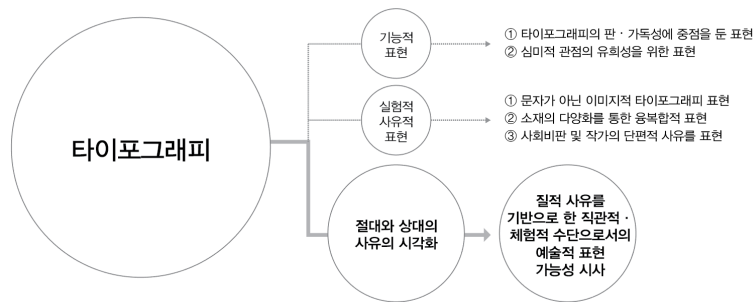 타이포그래피
기능적
표현
① 타이포그래피의 판 · 가독성에 중점을 둔 표현
② 심미적 관점의 유희성을 위한 표현
실험적
사유적
표현
① 문자가 아닌 이미지적 타이포그래피 표현
② 소재의 다양화를 통한 융복합적 표현
③ 사회비판 및 작가의 단편적 사유를 표현
절대와 상대의
사유의 시각화
질적 사유를
기반으로 한 직관적 ·
체험적 수단으로서의
예술적 표현
가능성 시사